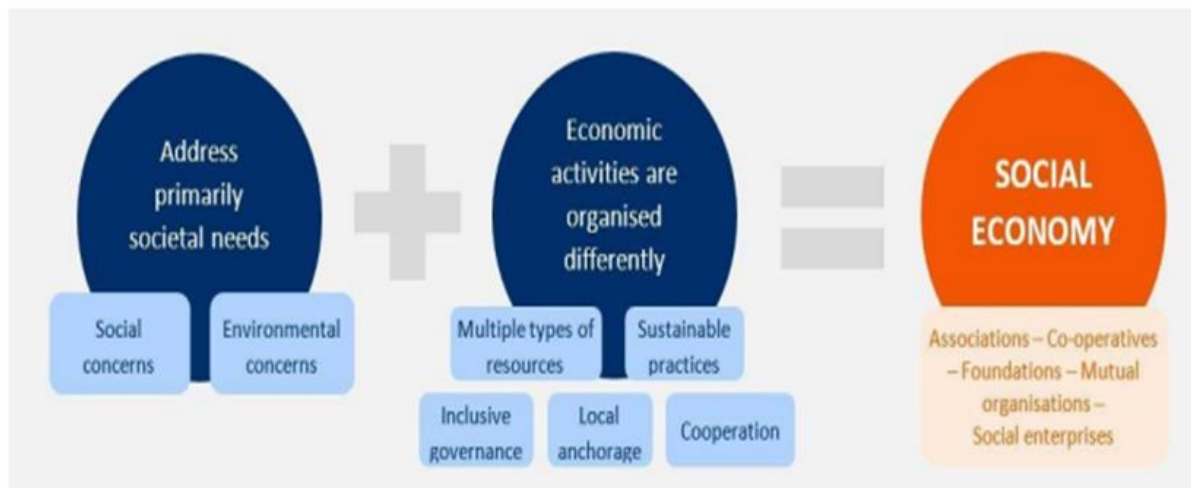 Address
primarily
societal needs
Social
concerns
Environmental
concerns
Economic
activities are
organised
differently
Multiple types of
resources
Sustainable
practices
Inclusive
governance
Local
anchorage
Cooperation
SOCIAL
ECONOMY
Associations – Co-operatives
– Foundations – Mutual
organisations –
Social enterprises